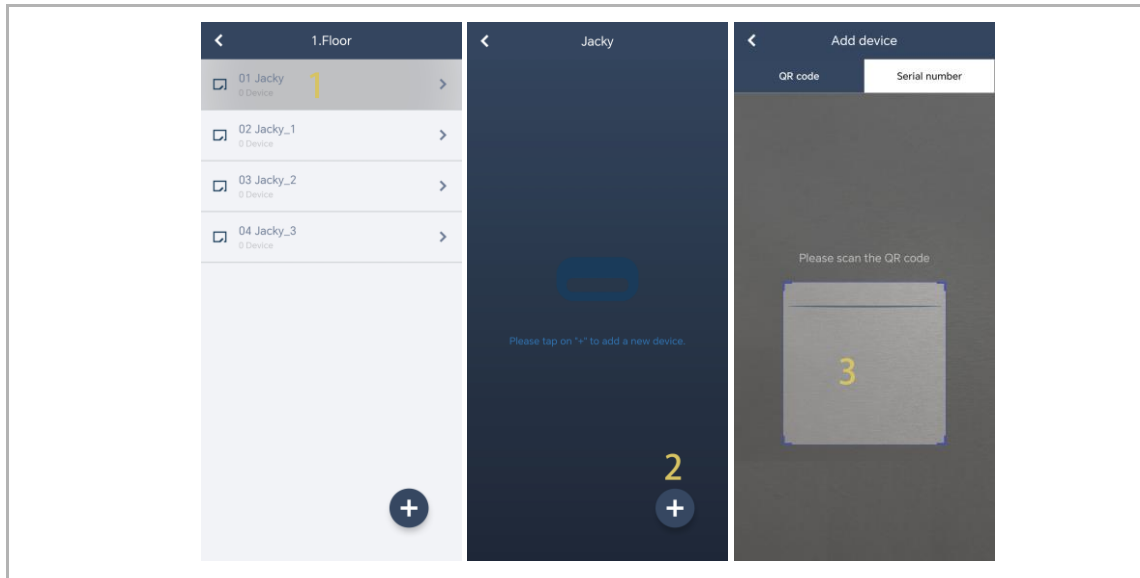 1.Floor
01 Jacky
0 Device
1
02 Jacky_1
0 Device
03 Jacky_2
0 Device
04 Jacky_3
0 Device
Jacky
Please tap on "+" to add a new device.
2
Add device
QR code
Serial number
Please scan the QR code
3